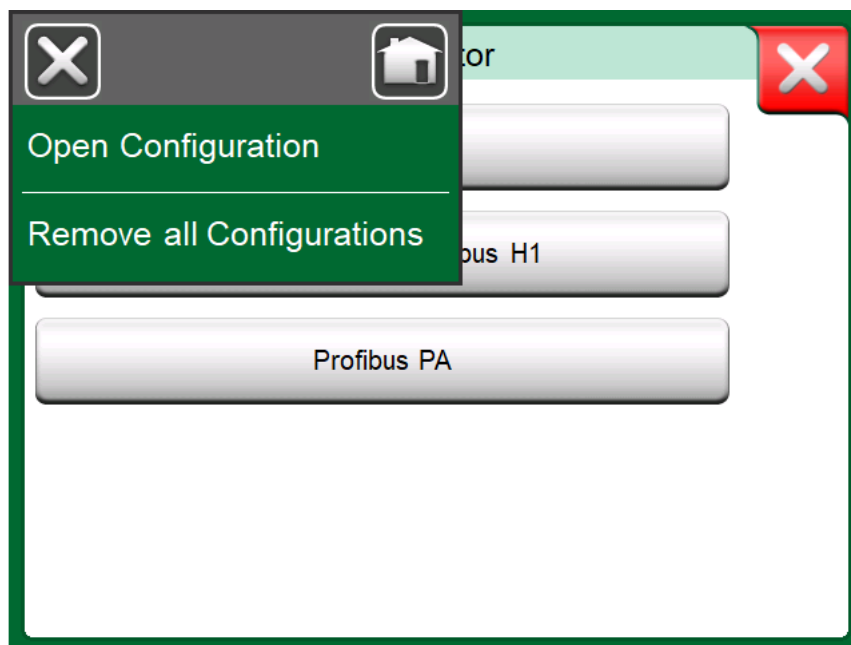 tor
Open Configuration
Remove all Configurations
bus H1
Profibus PA